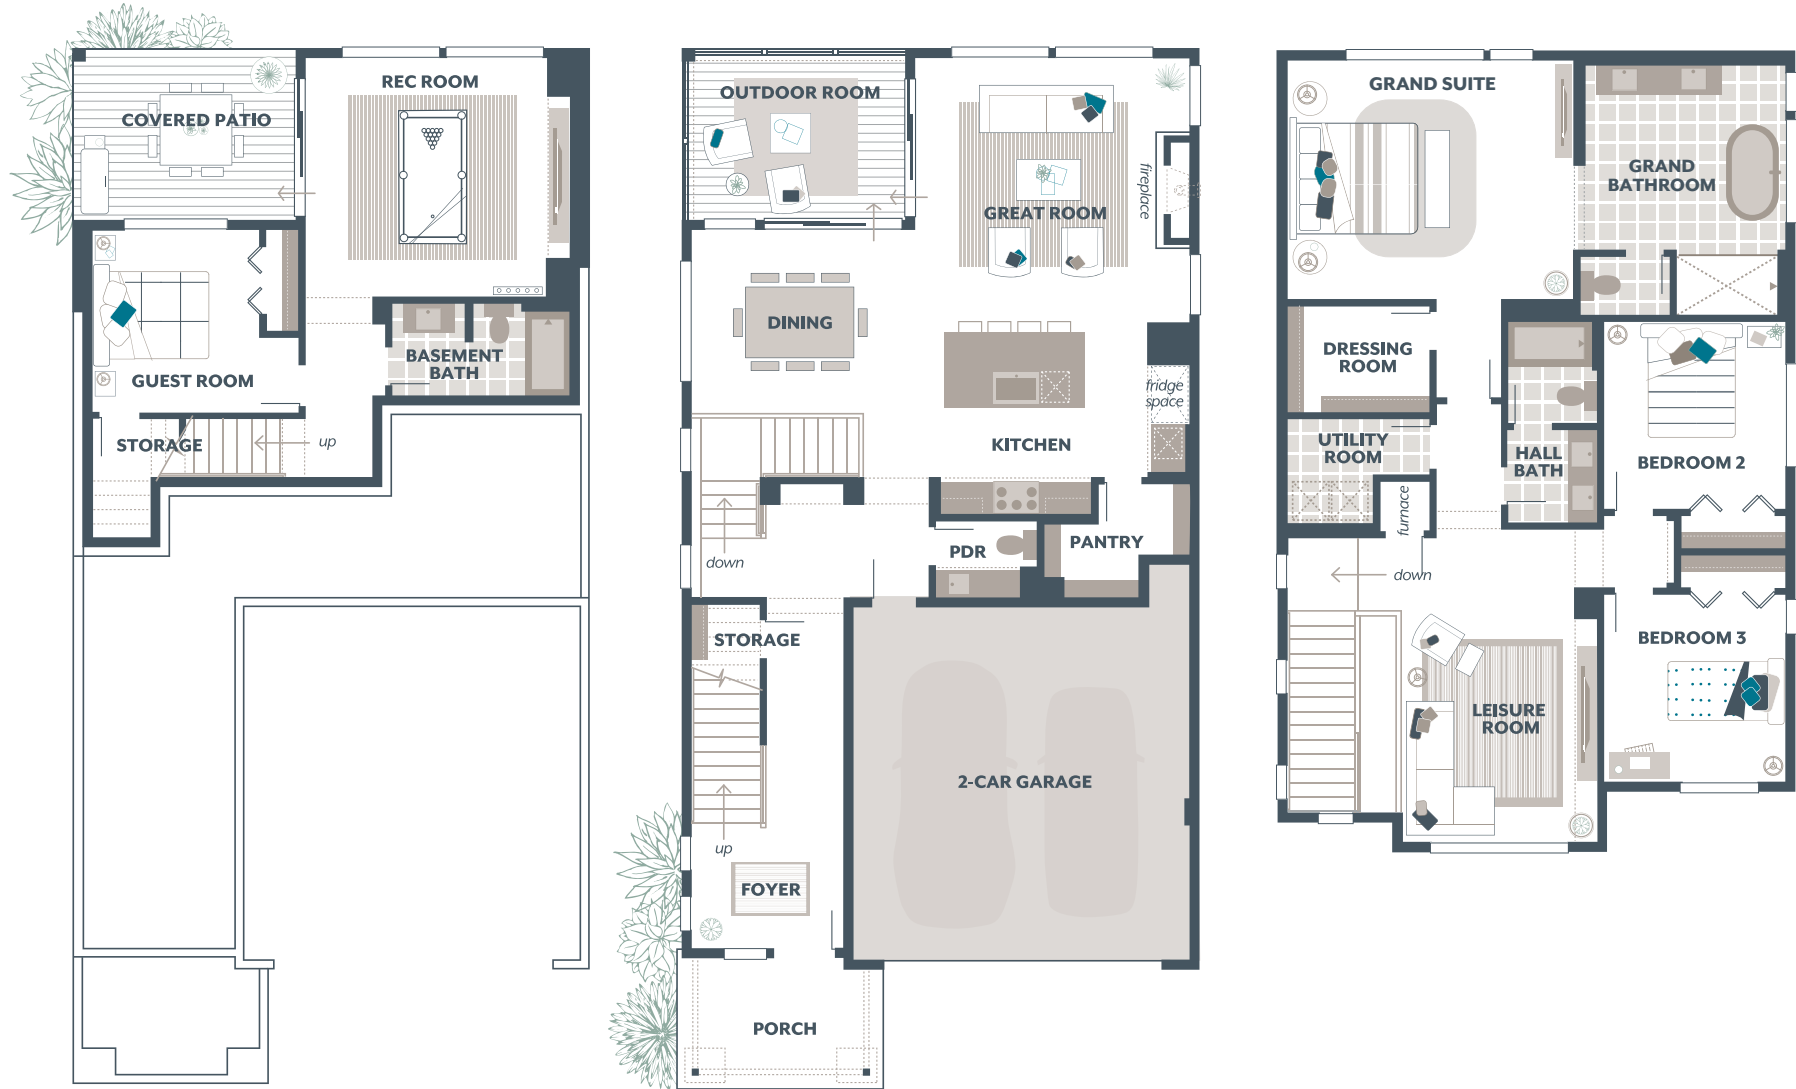 REC ROOM
COVERED PATIO
BASEMENT
BATH
GUEST ROOM
STORAGE
up
OUTDOOR ROOM
fireplace
GREAT ROOM
DINING
fridge
space
KITCHEN
PANTRY
PDR
down
STORAGE
2-CAR GARAGE
up
FOYER
PORCH
GRAND SUITE
GRAND
BATHROOM
DRESSING
ROOM
UTILITY
ROOM
HALL
BATH
BEDROOM 2
furnace
down
BEDROOM 3
LEISURE
ROOM